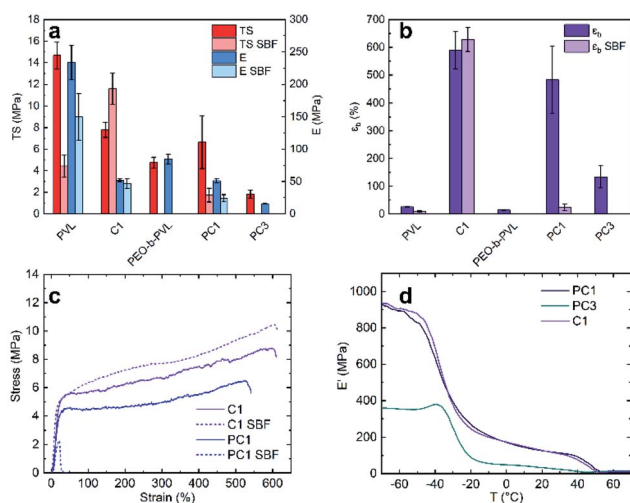 a
TS
TS SBF
E
E SBF
18
16
14
12
10
8
6
4
2
0
TS (MPa)
300
250
200
150
100
50
0
E (MPa)
PVL
C1
PEO-b-PVL
PC1
PC3
b
εb
εb SBF
700
600
500
400
300
200
100
0
εb (%)
PVL
C1
PEO-b-PVL
PC1
PC3
c
14
12
10
8
6
4
2
0
Stress (MPa)
C1
C1 SBF
PC1
PC1 SBF
0 100 200 300 400 500 600
Strain (%)
d
PC1
PC3
C1
1000
800
600
400
200
0
E' (MPa)
-60 -40 -20 0 20 40 60
T (°C)